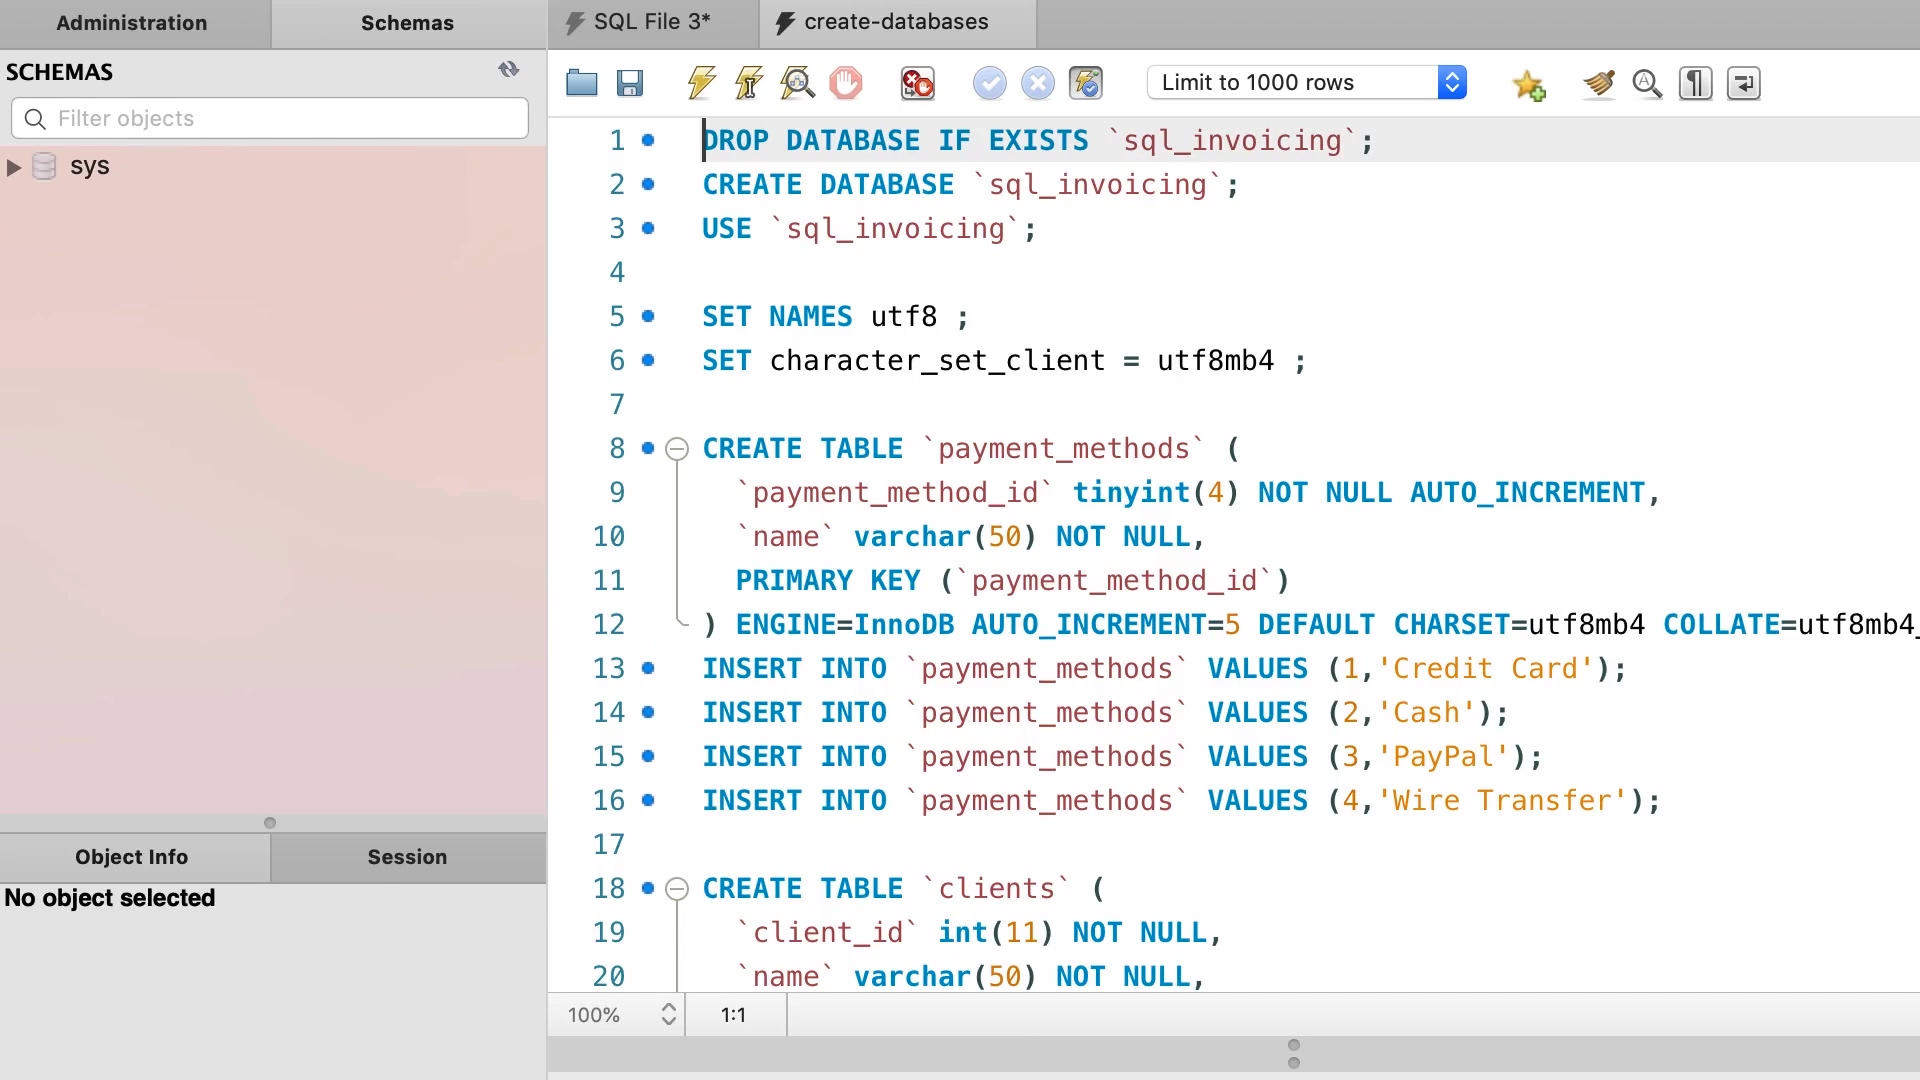 Administration
Schemas
SQL File 3*
create-databases
SCHEMAS
Filter objects
Limit to 1000 rows
sys
1 DROP DATABASE IF EXISTS `sql_invoicing`;
2 CREATE DATABASE `sql_invoicing`;
3 USE `sql_invoicing`;
4
5 SET NAMES utf8 ;
6 SET character_set_client = utf8mb4 ;
7
8 CREATE TABLE `payment_methods` (
9 `payment_method_id` tinyint(4) NOT NULL AUTO_INCREMENT,
10 `name` varchar(50) NOT NULL,
11 PRIMARY KEY (`payment_method_id`)
12 ) ENGINE=InnoDB AUTO_INCREMENT=5 DEFAULT CHARSET=utf8mb4 COLLATE=utf8mb4_
13 INSERT INTO `payment_methods` VALUES (1,'Credit Card');
14 INSERT INTO `payment_methods` VALUES (2,'Cash');
15 INSERT INTO `payment_methods` VALUES (3,'PayPal');
16 INSERT INTO `payment_methods` VALUES (4,'Wire Transfer');
17
18 CREATE TABLE `clients` (
19 `client_id` int(11) NOT NULL,
20 `name` varchar(50) NOT NULL,
Object Info
Session
No object selected
100%
1:1